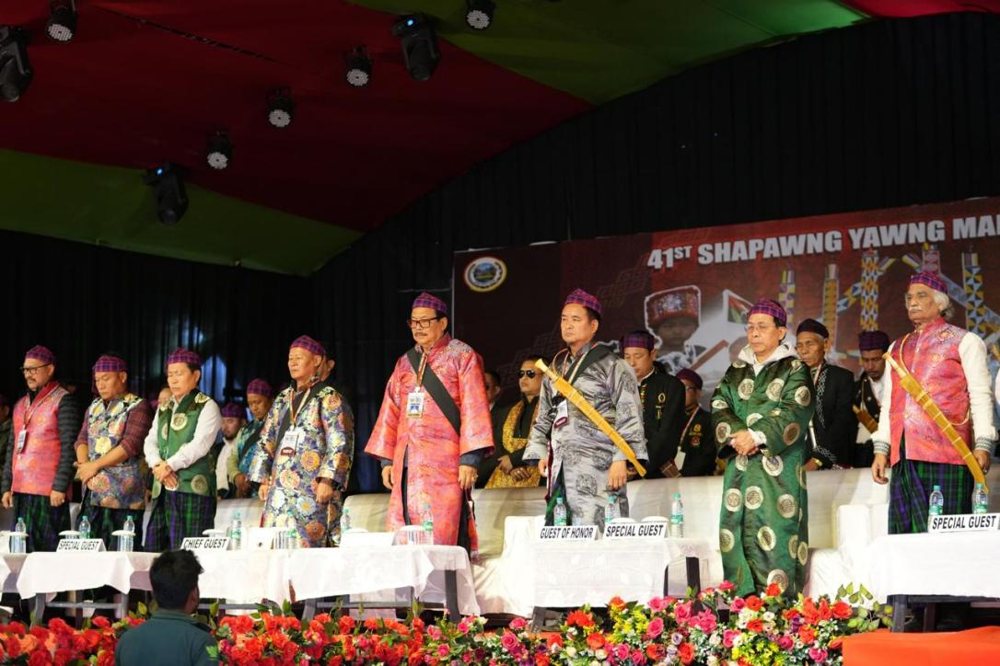 41ST SHAPAWNG YAWNG MA
SPECIAL GUEST
CHIEF GUEST
GUEST OF HONOR
SPECIAL GUEST
SPECIAL GUEST